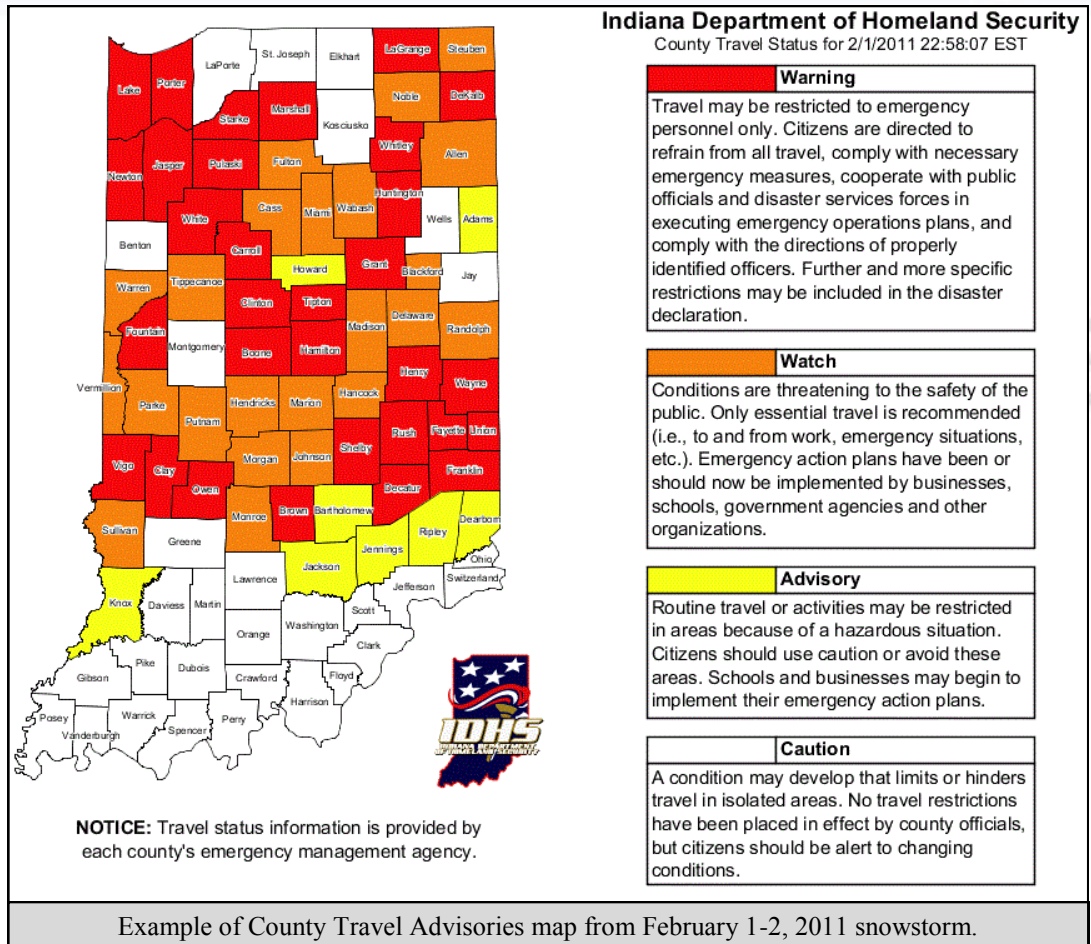 Indiana Department of Homeland Security
County Travel Status for 2/1/2011 22:58:07 EST
LaPorte
St. Joseph
Elkhart
LaGrange
Steuben
Lake
Porter
Noble
DeKalb
Starke
Marshall
Kosciusko
Whitley
Allen
Newton
Jasper
Pulaski
Fulton
Huntington
White
Cass
Miami
Wabash
Wells
Adams
Benton
Carroll
Howard
Grant
Blackford
Jay
Warren
Tippecanoe
Clinton
Tipton
Madison
Delaware
Randolph
Fountain
Montgomery
Boone
Hamilton
Henry
Wayne
Vermillion
Parke
Putnam
Hendricks
Marion
Hancock
Rush
Fayette
Union
Vigo
Clay
Owen
Morgan
Johnson
Shelby
Decatur
Franklin
Sullivan
Greene
Monroe
Brown
Bartholomew
Jennings
Ripley
Dearborn
Ohio
Switzerland
Jefferson
Jackson
Lawrence
Knox
Daviess
Martin
Orange
Washington
Scott
Clark
Floyd
Harrison
Crawford
Dubois
Pike
Gibson
Posey
Vanderburgh
Warrick
Spencer
Perry
IDHS
INDIANA DEPARTMENT
OF HOMELAND SECURITY
NOTICE: Travel status information is provided by
each county's emergency management agency.
Warning
Travel may be restricted to emergency
personnel only. Citizens are directed to
refrain from all travel, comply with necessary
emergency measures, cooperate with public
officials and disaster services forces in
executing emergency operations plans, and
comply with the directions of properly
identified officers. Further and more specific
restrictions may be included in the disaster
declaration.
Watch
Conditions are threatening to the safety of the
public. Only essential travel is recommended
(i.e., to and from work, emergency situations,
etc.). Emergency action plans have been or
should now be implemented by businesses,
schools, government agencies and other
organizations.
Advisory
Routine travel or activities may be restricted
in areas because of a hazardous situation.
Citizens should use caution or avoid these
areas. Schools and businesses may begin to
implement their emergency action plans.
Caution
A condition may develop that limits or hinders
travel in isolated areas. No travel restrictions
have been placed in effect by county officials,
but citizens should be alert to changing
conditions.
Example of County Travel Advisories map from February 1-2, 2011 snowstorm.